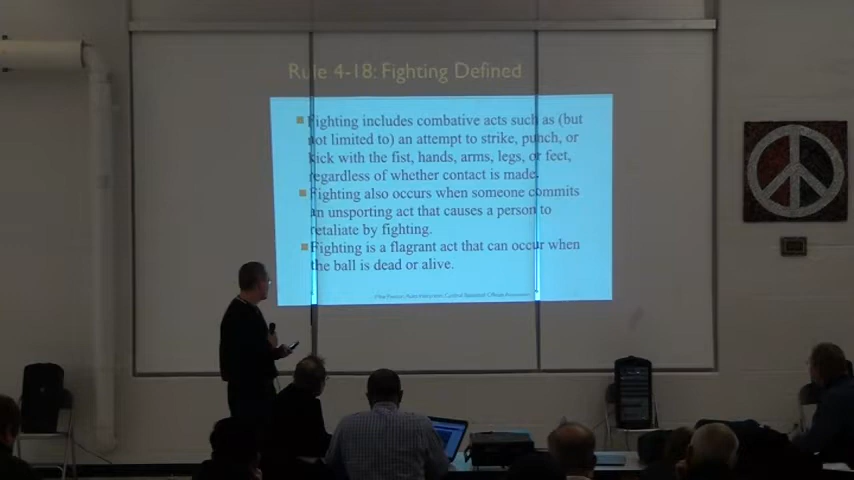 Rule 4-18: Fighting Defined
Fighting includes combative acts such as (but
not limited to) an attempt to strike, punch, or
kick with the fist, hands, arms, legs, or feet,
regardless of whether contact is made.
Fighting also occurs when someone commits
an unsporting act that causes a person to
retaliate by fighting.
Fighting is a flagrant act that can occur when
the ball is dead or alive.